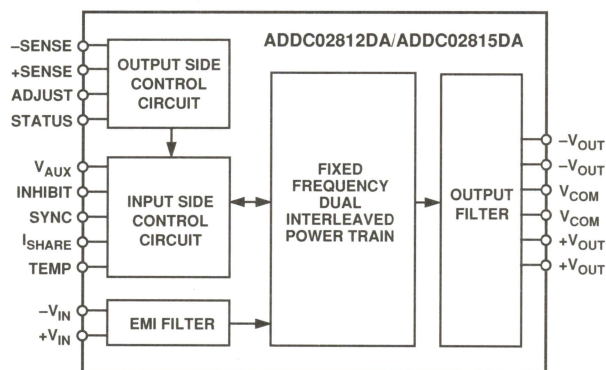 ADDC02812DA/ADDC02815DA
–SENSE
+SENSE
ADJUST
STATUS
OUTPUT SIDE
CONTROL
CIRCUIT
VAUX
INHIBIT
SYNC
ISHARE
TEMP
INPUT SIDE
CONTROL
CIRCUIT
–VIN
+VIN
EMI FILTER
FIXED
FREQUENCY
DUAL
INTERLEAVED
POWER TRAIN
OUTPUT
FILTER
–VOUT
–VOUT
VCOM
VCOM
+VOUT
+VOUT